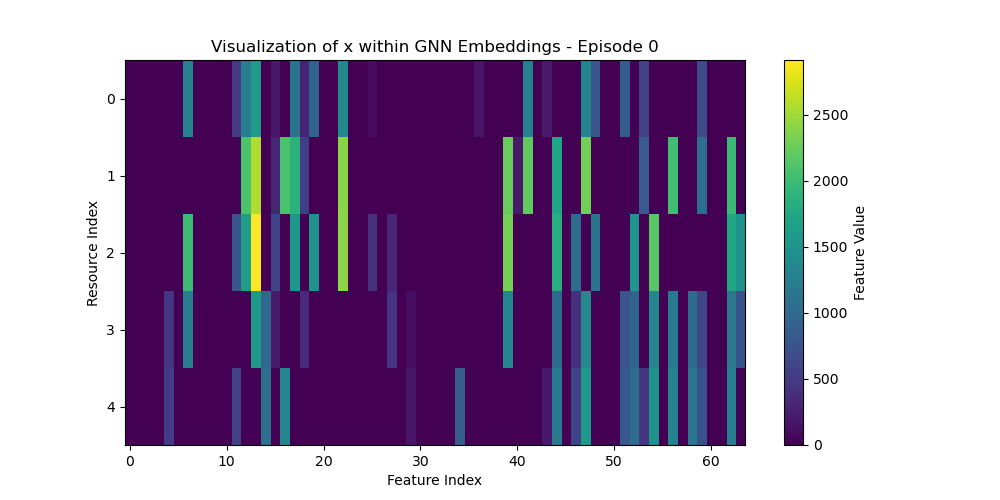 Visualization of x within GNN Embeddings - Episode 0
Resource Index
0
1
2
3
4
0 10 20 30 40 50 60
Feature Index
2500
2000
1500
1000
500
0
Feature Value